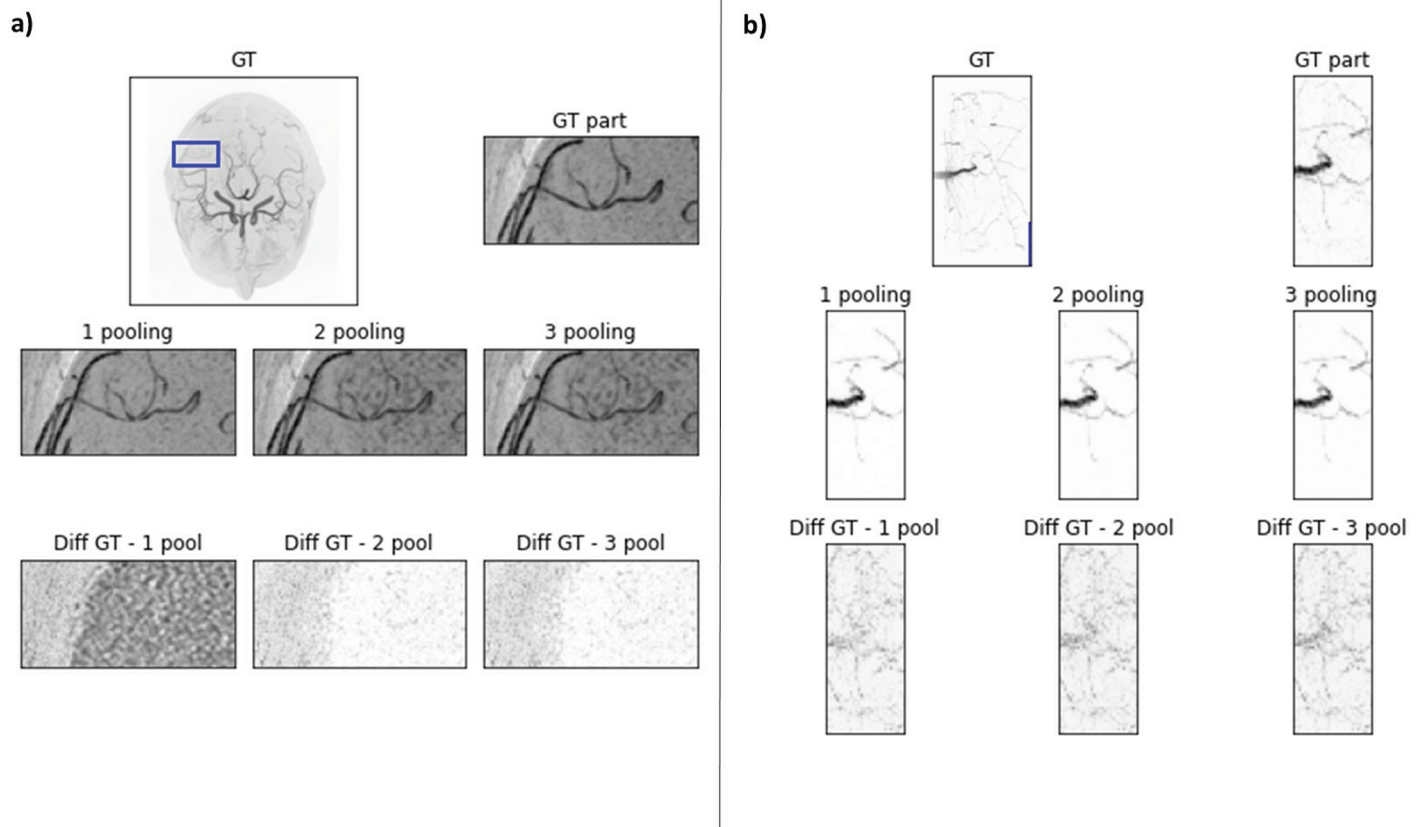 a)
GT
GT part
1 pooling
2 pooling
3 pooling
Diff GT - 1 pool
Diff GT - 2 pool
Diff GT - 3 pool
b)
GT
GT part
1 pooling
2 pooling
3 pooling
Diff GT - 1 pool
Diff GT - 2 pool
Diff GT - 3 pool